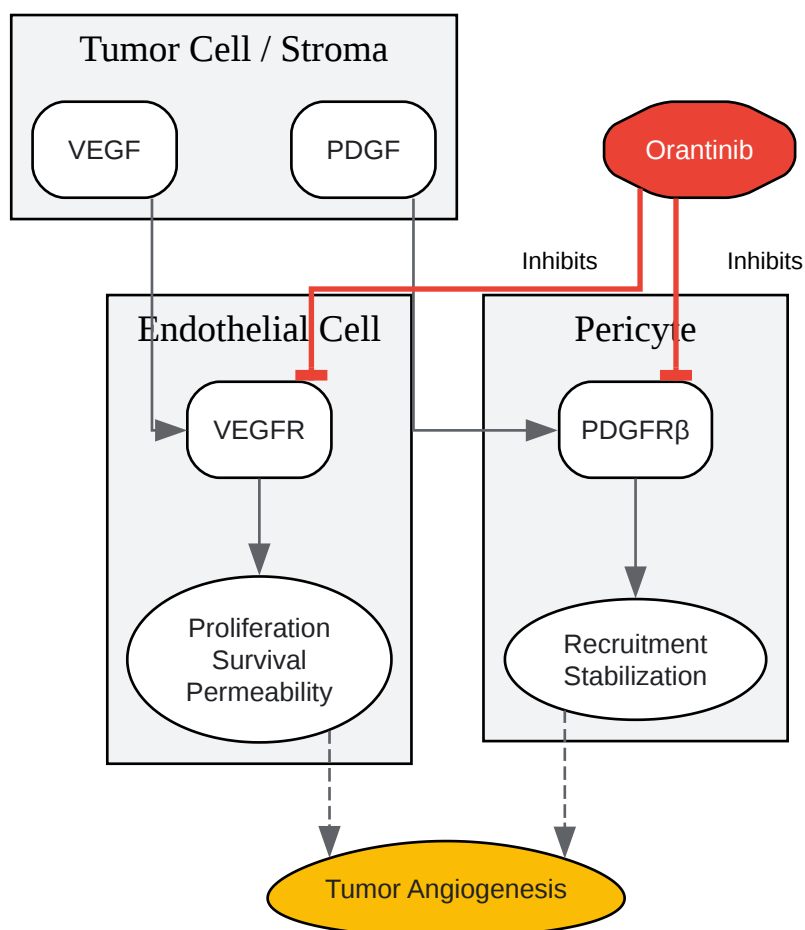 Tumor Cell / Stroma
VEGF
PDGF
Orantinib
Inhibits
Inhibits
Endothelial Cell
Pericyte
VEGFR
PDGFRβ
Proliferation
Survival
Permeability
Recruitment
Stabilization
Tumor Angiogenesis